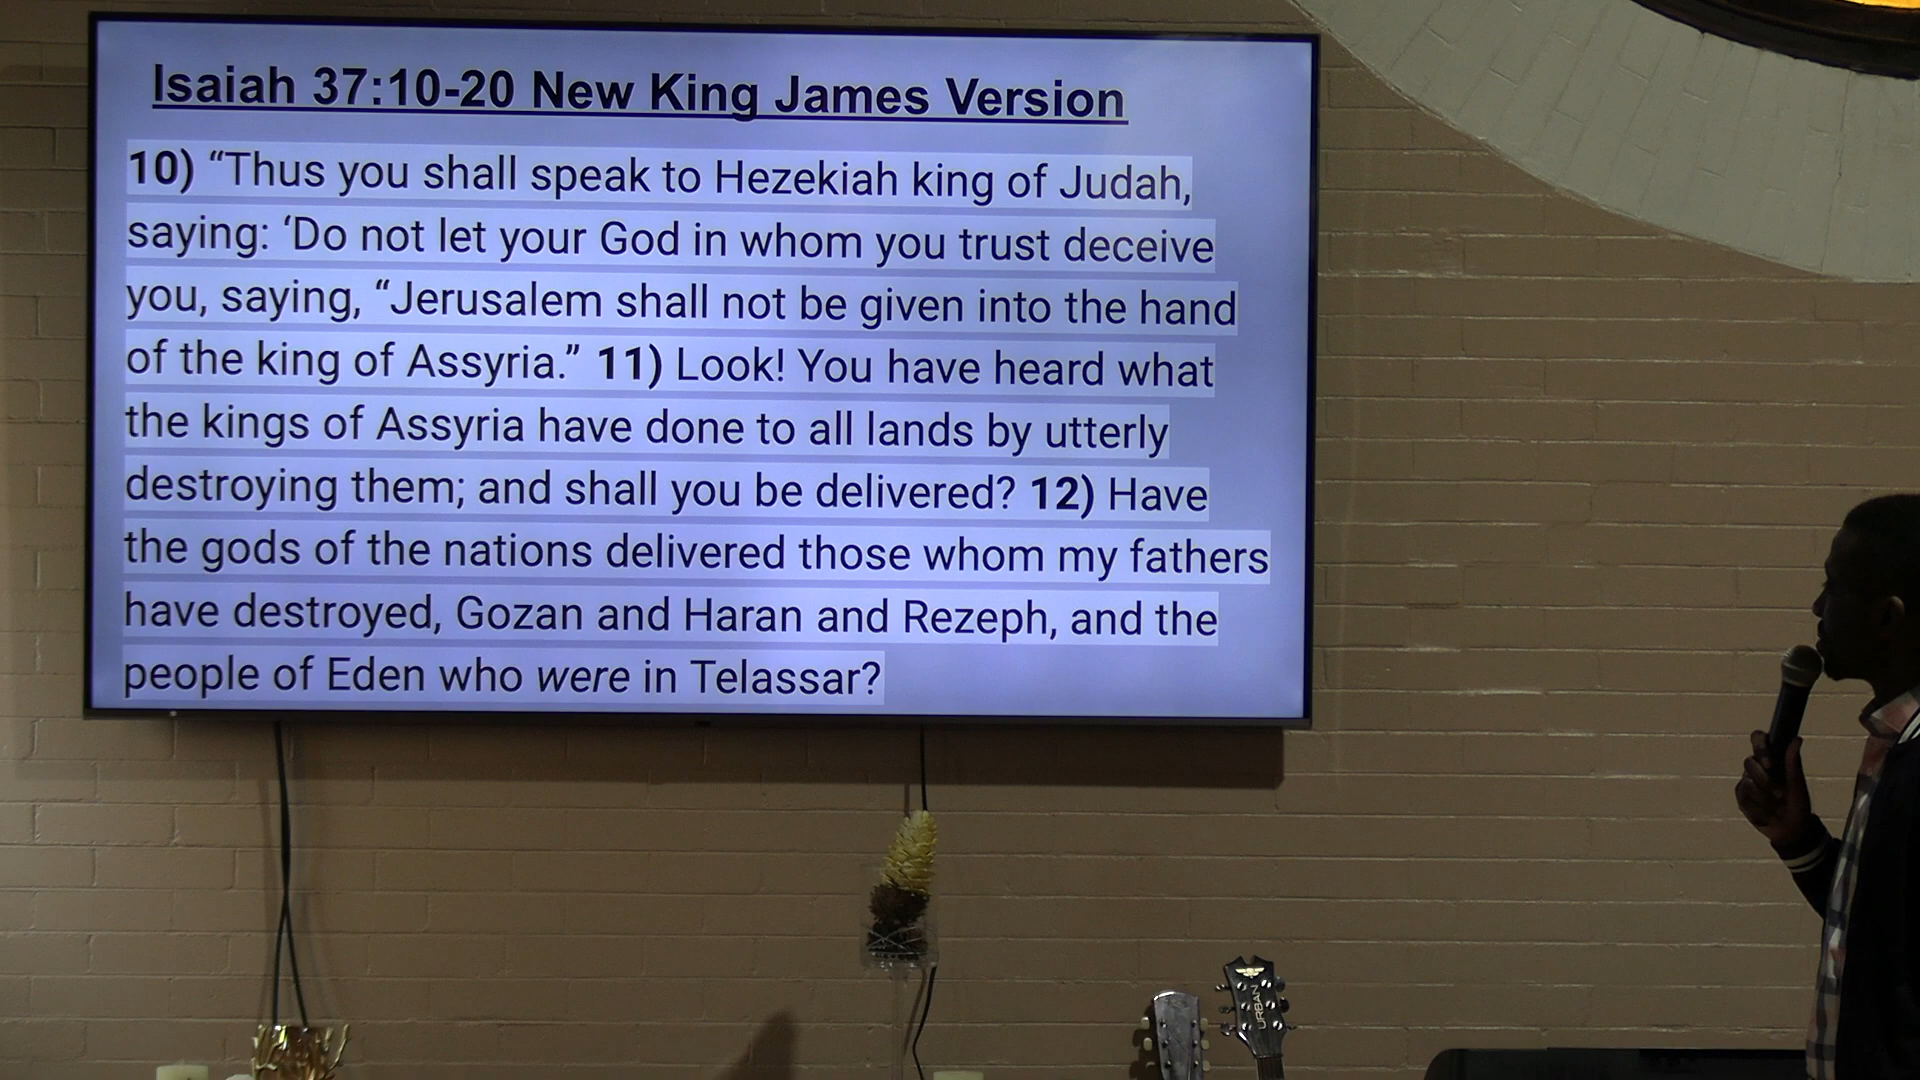 Isaiah 37:10-20 New King James Version
10) “Thus you shall speak to Hezekiah king of Judah,
saying: ‘Do not let your God in whom you trust deceive
you, saying, “Jerusalem shall not be given into the hand
of the king of Assyria.” 11) Look! You have heard what
the kings of Assyria have done to all lands by utterly
destroying them; and shall you be delivered? 12) Have
the gods of the nations delivered those whom my fathers
have destroyed, Gozan and Haran and Rezeph, and the
people of Eden who were in Telassar?
URBAN